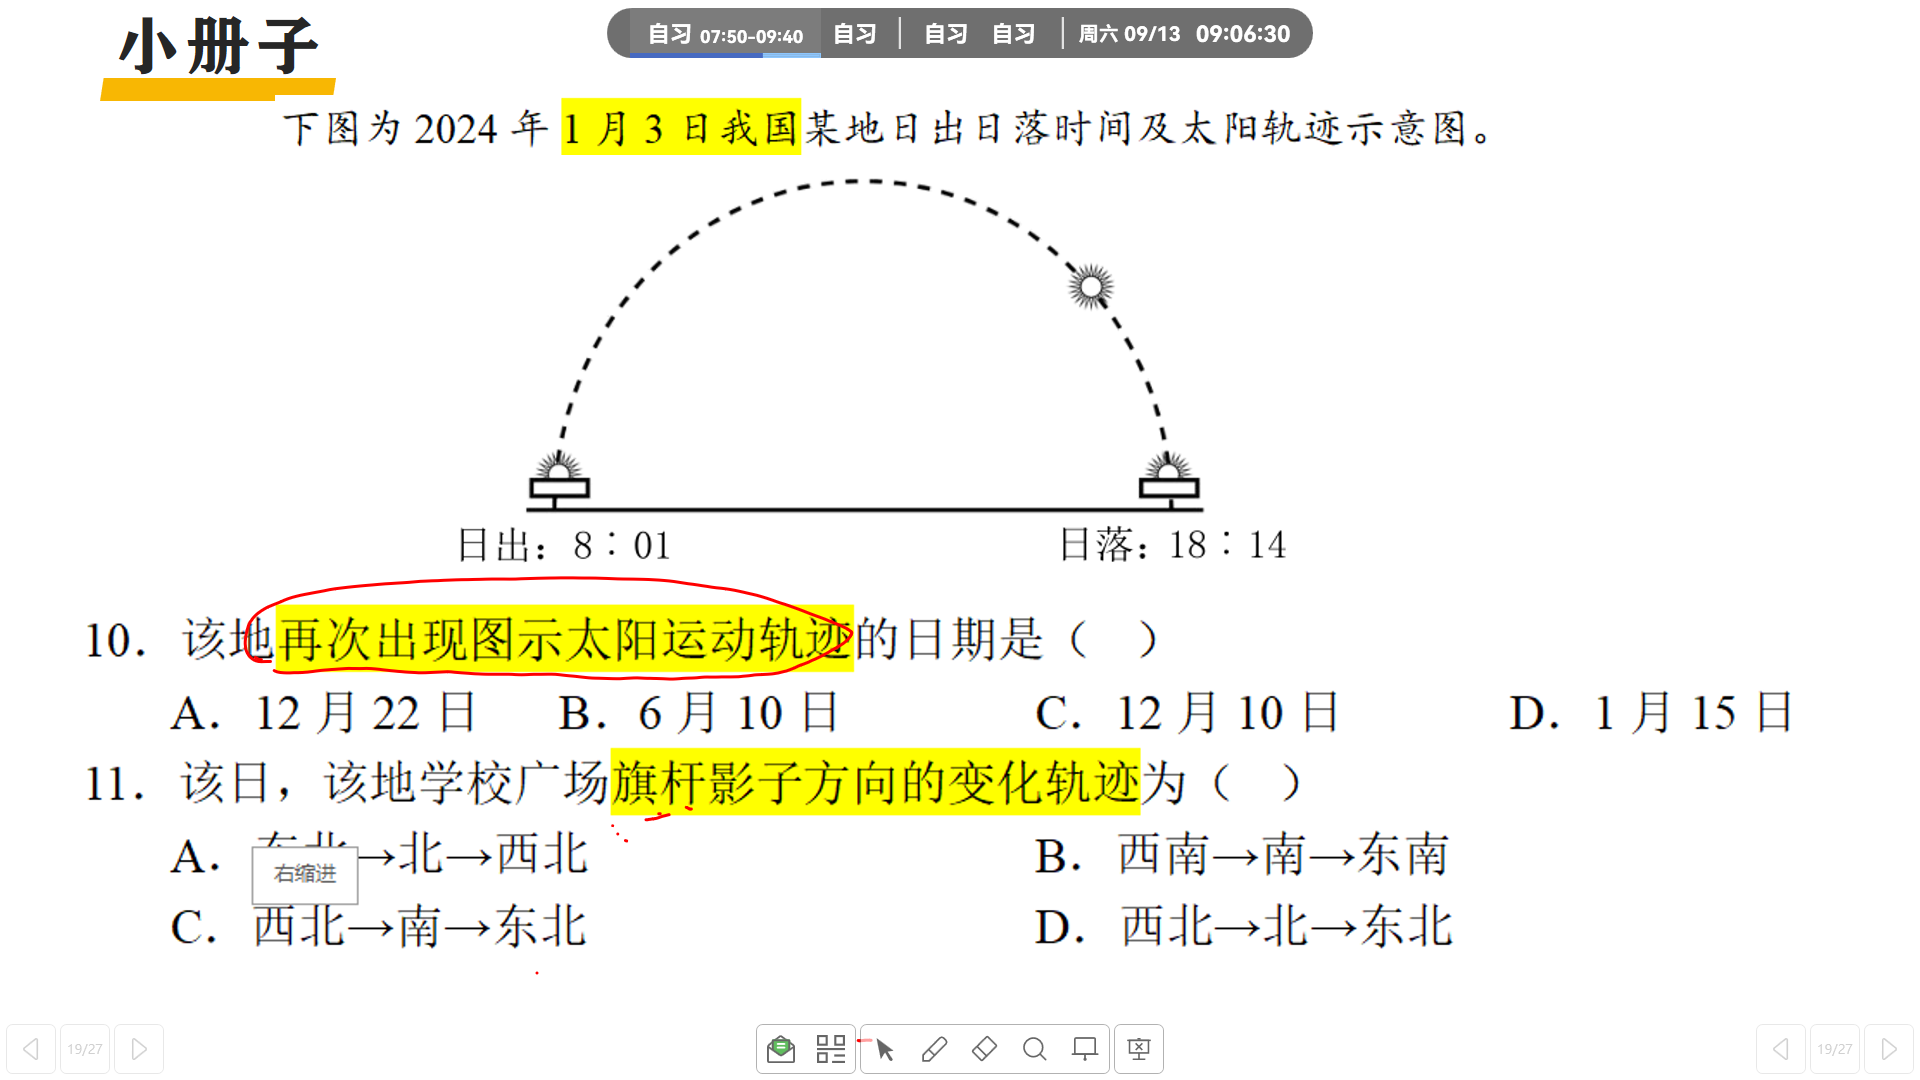 小册子
自习 07:50-09:40 自习 自习 自习 周六 09/13 09:06:30
下图为 2024 年 1 月 3 日我国某地日出日落时间及太阳轨迹示意图。
日出：8：01 日落：18：14
10．该地再次出现图示太阳运动轨迹的日期是（ ）
A．12 月 22 日 B．6 月 10 日 C．12 月 10 日 D．1 月 15 日
11．该日，该地学校广场旗杆影子方向的变化轨迹为（ ）
A．东北→北→西北 B．西南→南→东南
右缩进
C．西北→南→东北 D．西北→北→东北
19/27 19/27